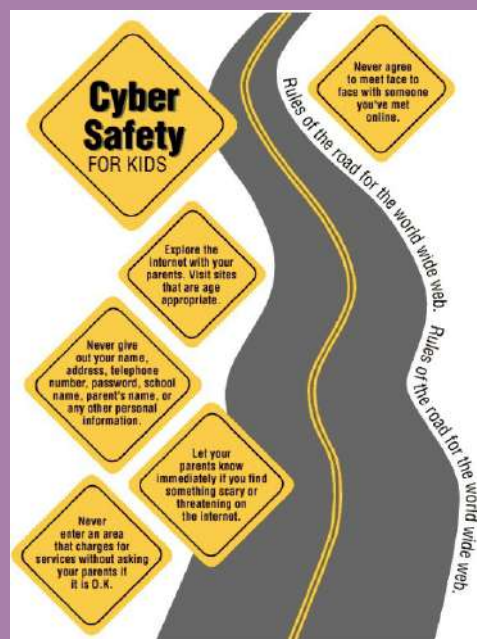 Cyber
Safety
FOR KIDS
Never agree
to meet face to
face with someone
you've met
online.
Rules of the road for the world wide web. Rules of the road for the world wide web.
Explore the
internet with your
parents. Visit sites
that are age
appropriate.
Never give
out your name,
address, telephone
number, password, school
name, parent's name, or
any other personal
information.
Let your
parents know
immediately if you find
something scary or
threatening on
the internet.
Never
enter an area
that charges for
services without asking
your parents if
it is O.K.